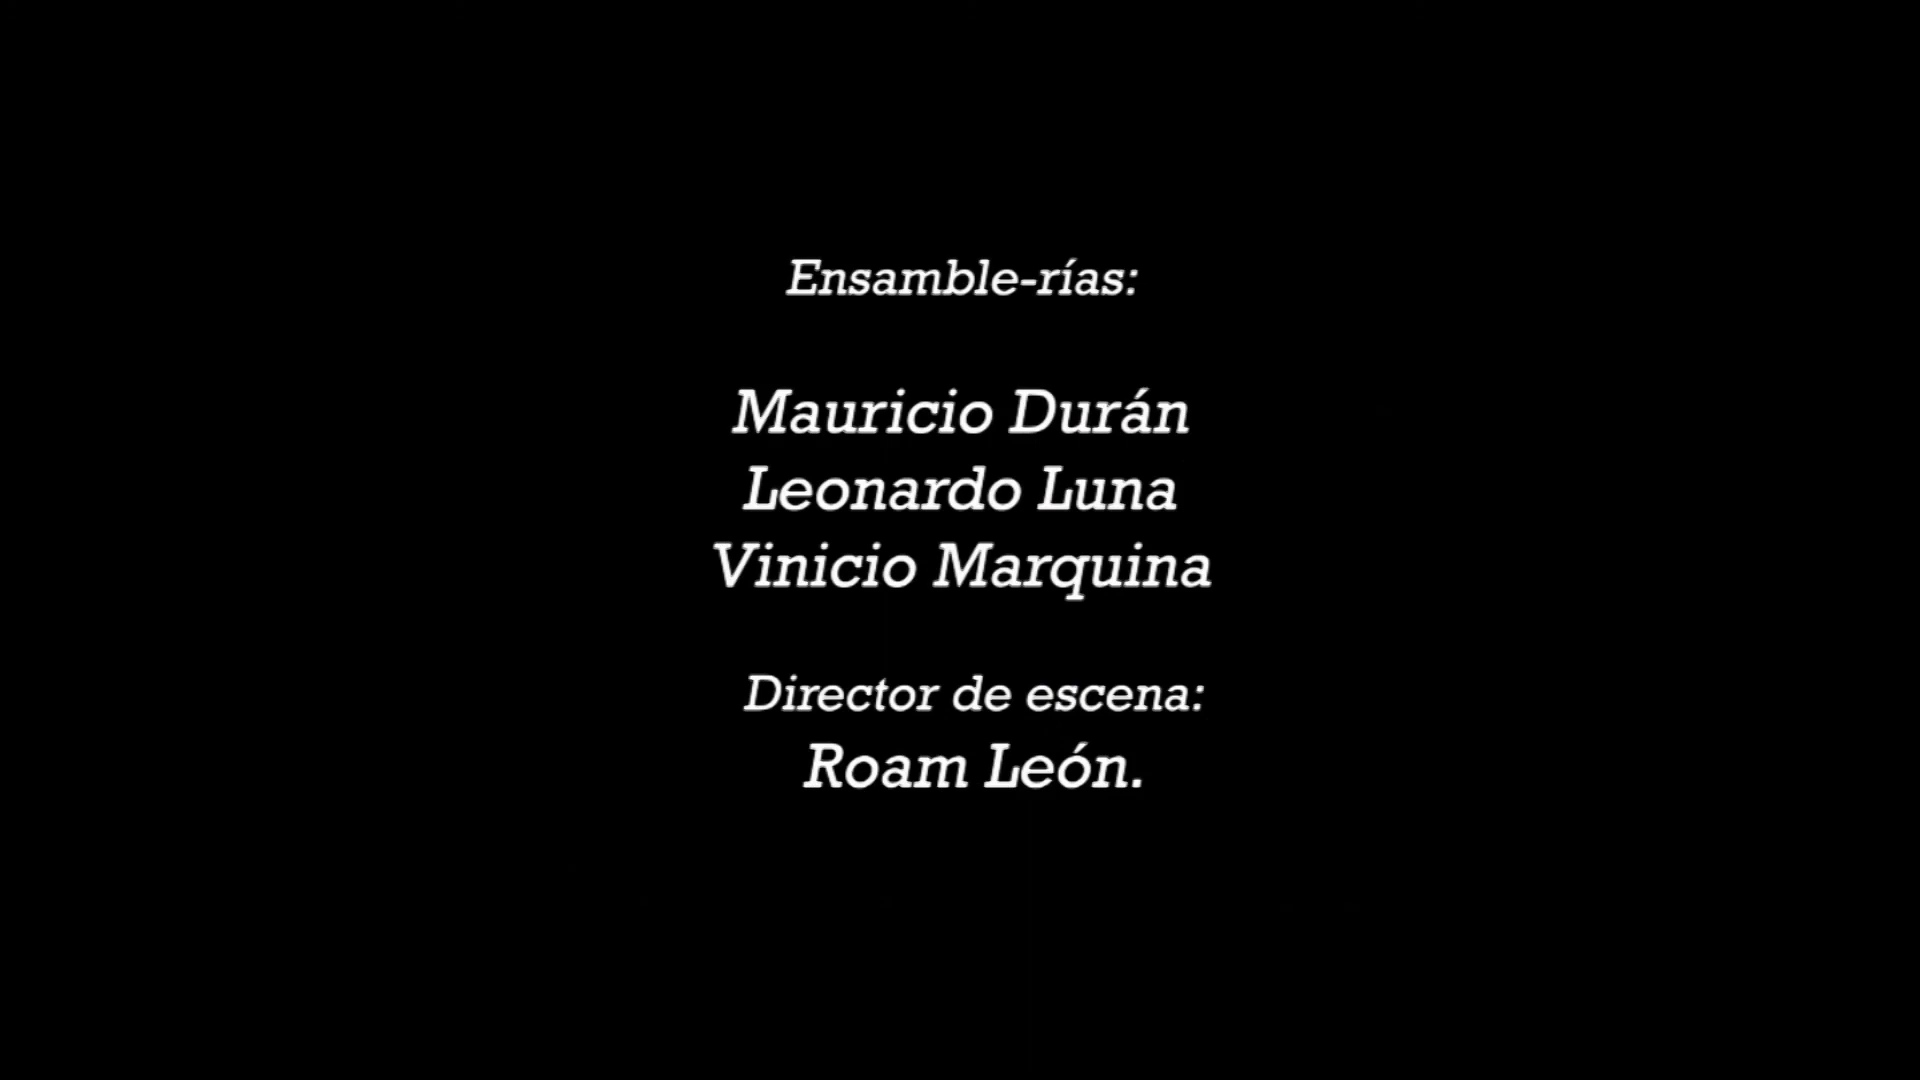 Ensamble-rías:
Mauricio Durán
Leonardo Luna
Vinicio Marquina
Director de escena:
Roam León.